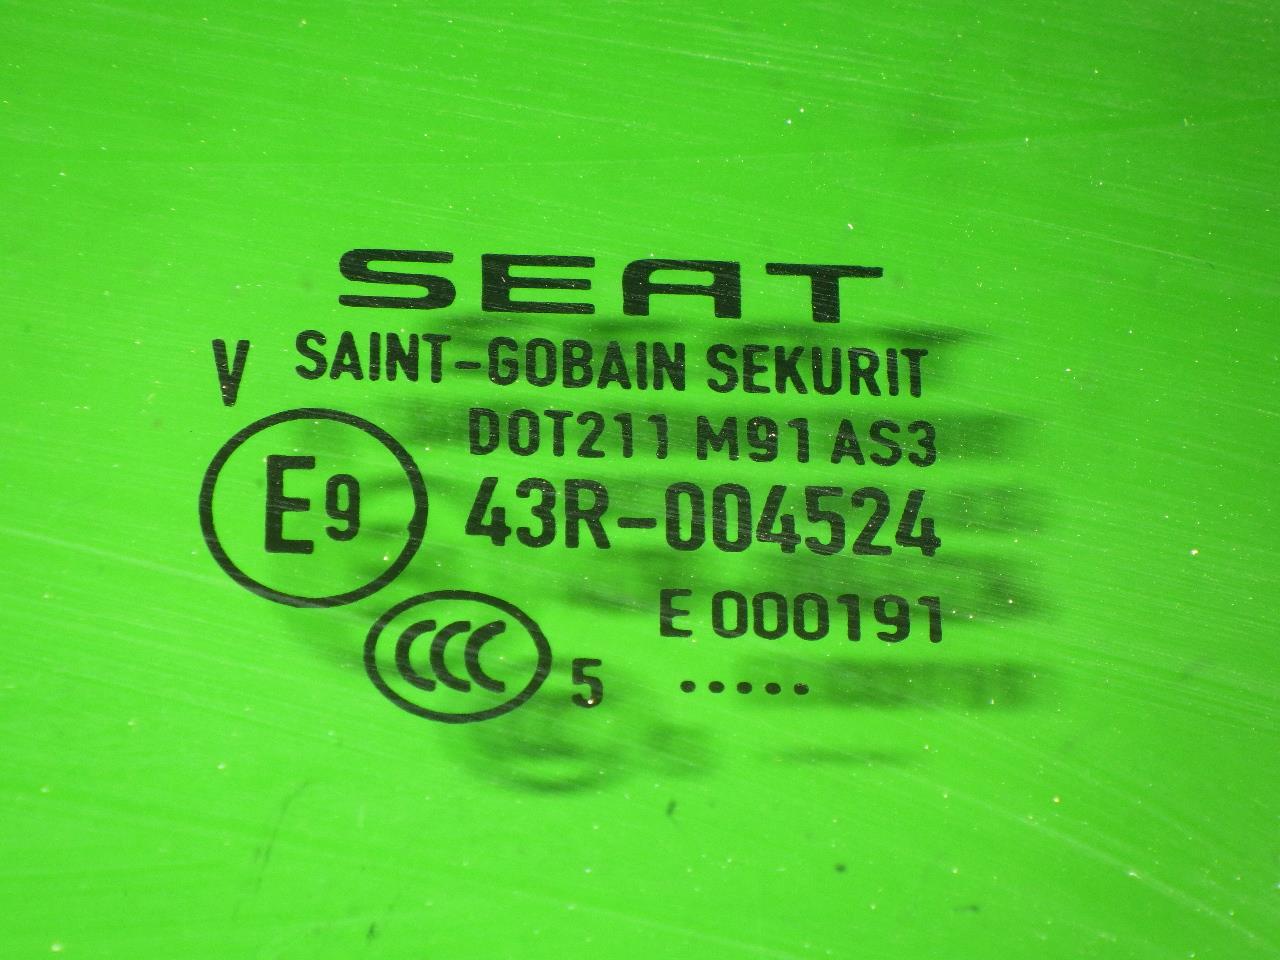 SEAT
V SAINT-GOBAIN SEKURIT
DOT211 M91 AS3
E9 43R-004524
E 000191
CCC 5 .....